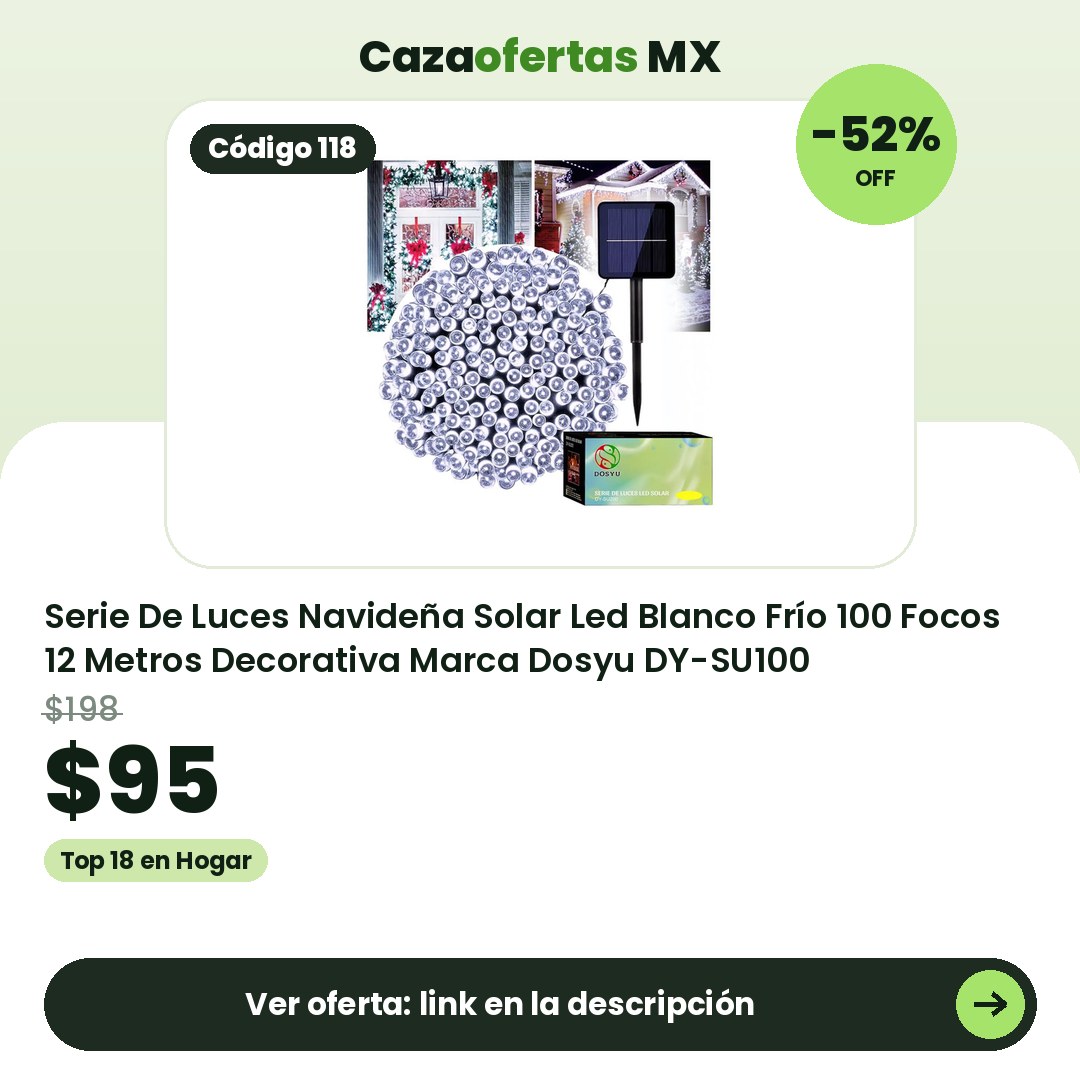 Cazaofertas MX
Código 118
-52%
OFF
DOSYU
SERIE DE LUCES LED SOLAR
Serie De Luces Navideña Solar Led Blanco Frío 100 Focos
12 Metros Decorativa Marca Dosyu DY-SU100
$198
$95
Top 18 en Hogar
Ver oferta: link en la descripción